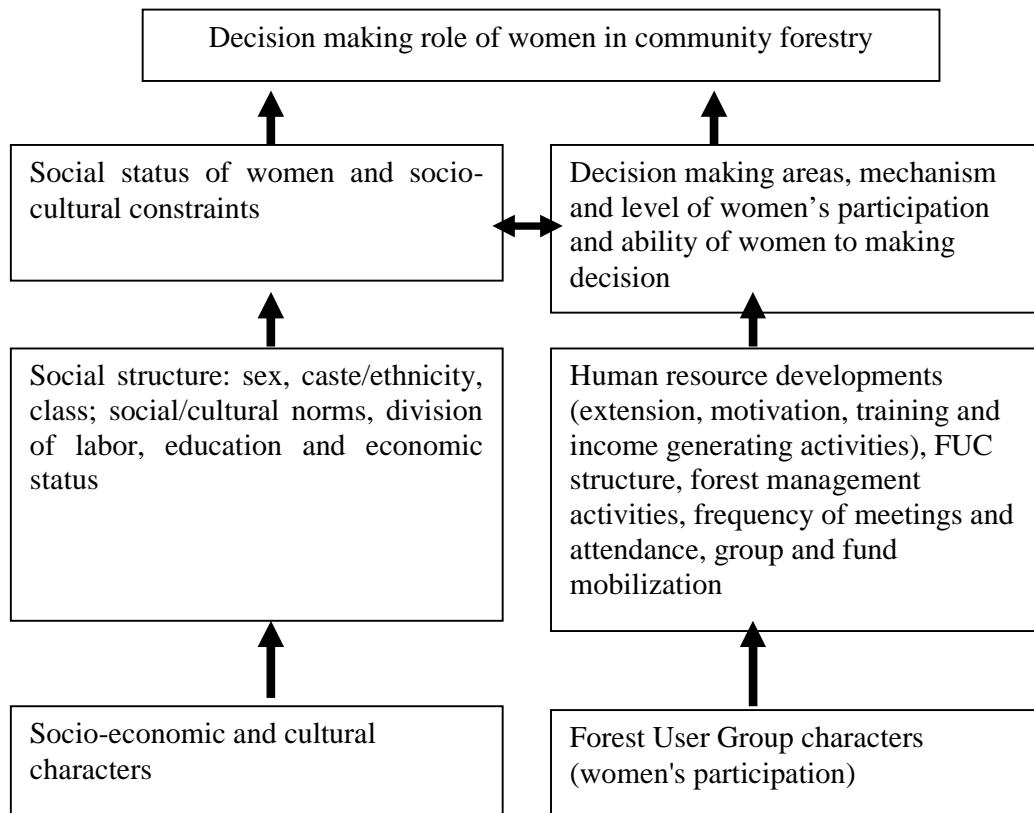 Decision making role of women in community forestry
Social status of women and socio-
cultural constraints
Decision making areas, mechanism
and level of women’s participation
and ability of women to making
decision
Social structure: sex, caste/ethnicity,
class; social/cultural norms, division
of labor, education and economic
status
Human resource developments
(extension, motivation, training and
income generating activities), FUC
structure, forest management
activities, frequency of meetings and
attendance, group and fund
mobilization
Socio-economic and cultural
characters
Forest User Group characters
(women's participation)